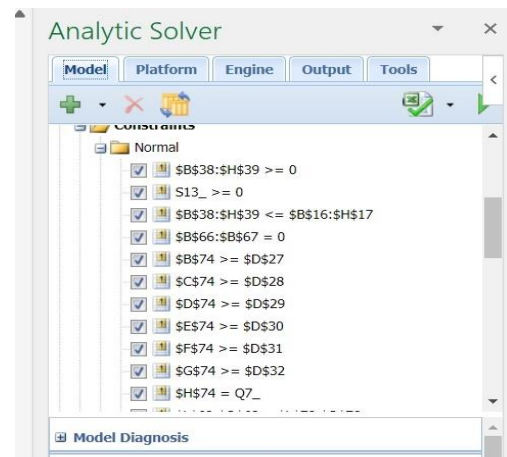 Analytic Solver
Model Platform Engine Output Tools
Constraints
Normal
$B$38:$H$39 >= 0
S13_ >= 0
$B$38:$H$39 <= $B$16:$H$17
$B$66:$B$67 = 0
$B$74 >= $D$27
$C$74 >= $D$28
$D$74 >= $D$29
$E$74 >= $D$30
$F$74 >= $D$31
$G$74 >= $D$32
$H$74 = Q7_
Model Diagnosis